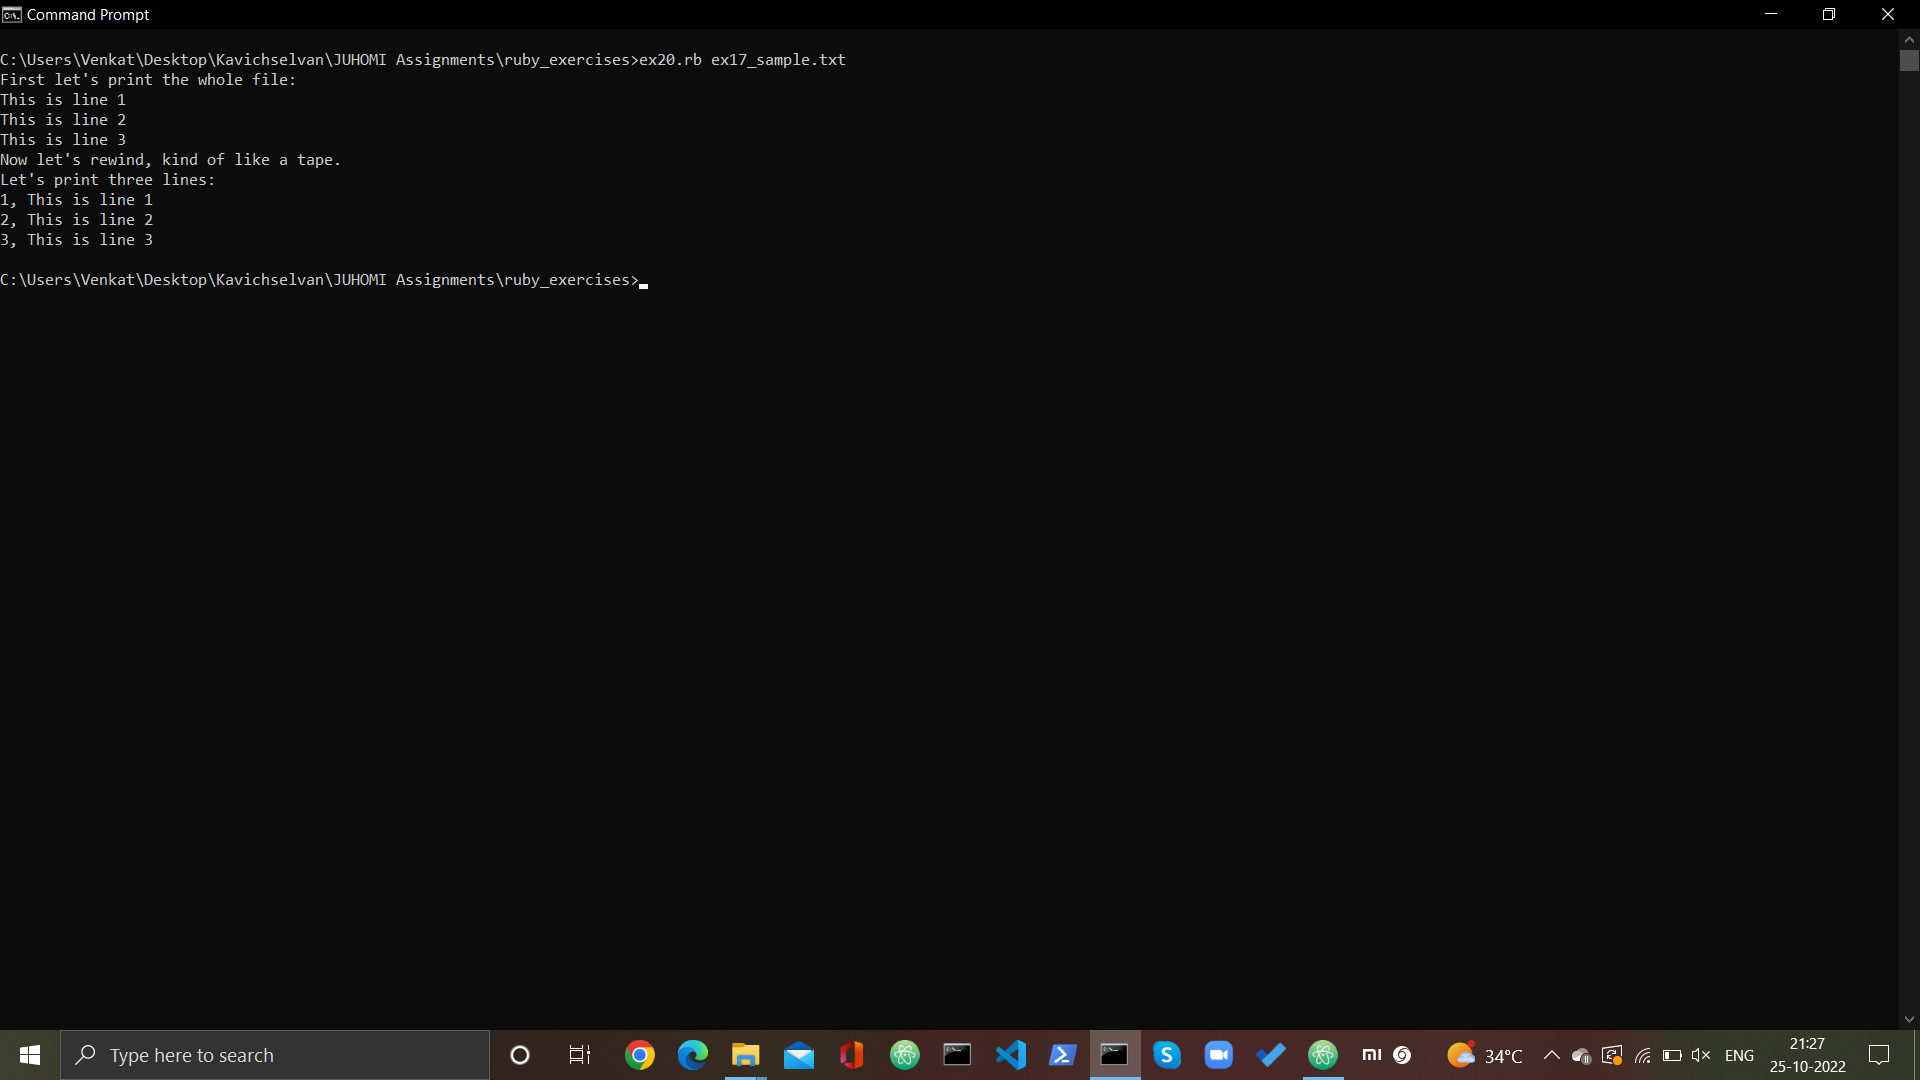 Command Prompt
C:\Users\Venkat\Desktop\Kavichselvan\JUHOMI Assignments\ruby_exercises>ex20.rb ex17_sample.txt
First let's print the whole file:
This is line 1
This is line 2
This is line 3
Now let's rewind, kind of like a tape.
Let's print three lines:
1, This is line 1
2, This is line 2
3, This is line 3
C:\Users\Venkat\Desktop\Kavichselvan\JUHOMI Assignments\ruby_exercises>
Type here to search
34°C
ENG
21:27
25-10-2022